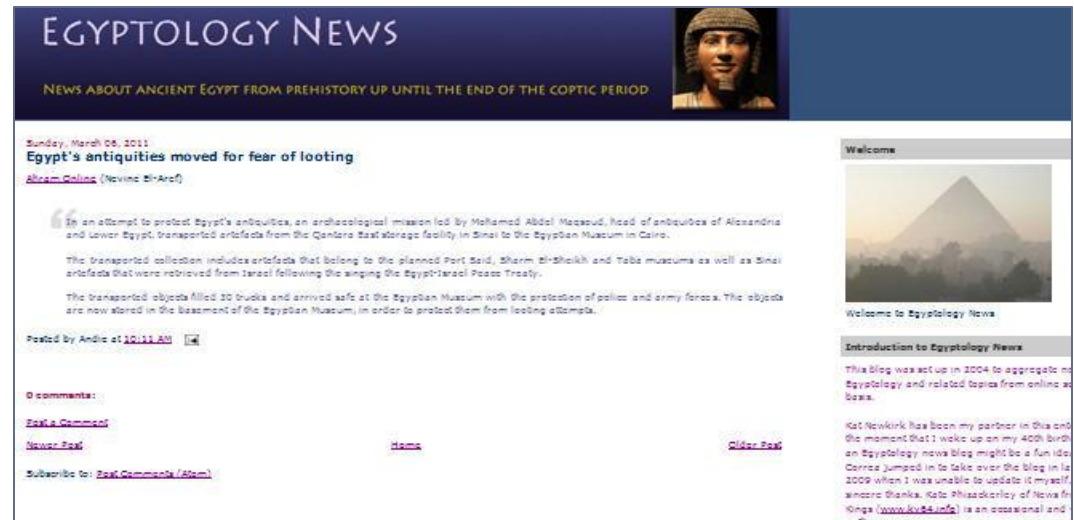 EGYPTOLOGY NEWS
NEWS ABOUT ANCIENT EGYPT FROM PREHISTORY UP UNTIL THE END OF THE COPTIC PERIOD
Sunday, March 06, 2011
Egypt's antiquities moved for fear of looting
Ahram Online (Nevine El-Aref)
In an attempt to protect Egypt's antiquities, an archaeological mission led by Mohamed Abdel Maqsoud, head of antiquities of Alexandria
and Lower Egypt, transported artefacts from the Qantara East storage facility in Sinai to the Egyptian Museum in Cairo.
The transported collection includes artefacts that belong to the planned Port Said, Sharm El-Sheikh and Taba museums as well as Sinai
artefacts that were retrieved from Israel following the singing the Egypt-Israel Peace Treaty.
The transported objects filled 30 trucks and arrived safe at the Egyptian Museum with the protection of police and army forces. The objects
are now stored in the basement of the Egyptian Museum, in order to protect them from looting attempts.
Posted by Andie at 10:11 AM
0 comments:
Post a Comment
Newer Post Home Older Post
Subscribe to: Post Comments (Atom)
Welcome
Welcome to Egyptology News
Introduction to Egyptology News
This blog was set up in 2004 to aggregate
Egyptology and related topics from online
basis.
Kat Newkirk has been my partner in this
the moment that I woke up on my 40th
an Egyptology news blog might be a fun
Correa jumped in to take over the blog in
2009 when I was unable to update it myself.
sincere thanks. Kate Phizackerley of News
Kings (www.kv64.info) is an occasional and